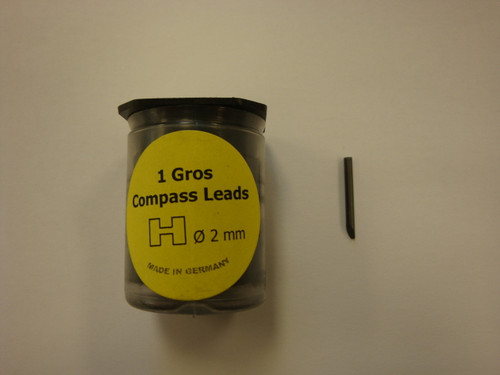 1 Gros
Compass Leads
H Ø 2 mm
MADE IN GERMANY